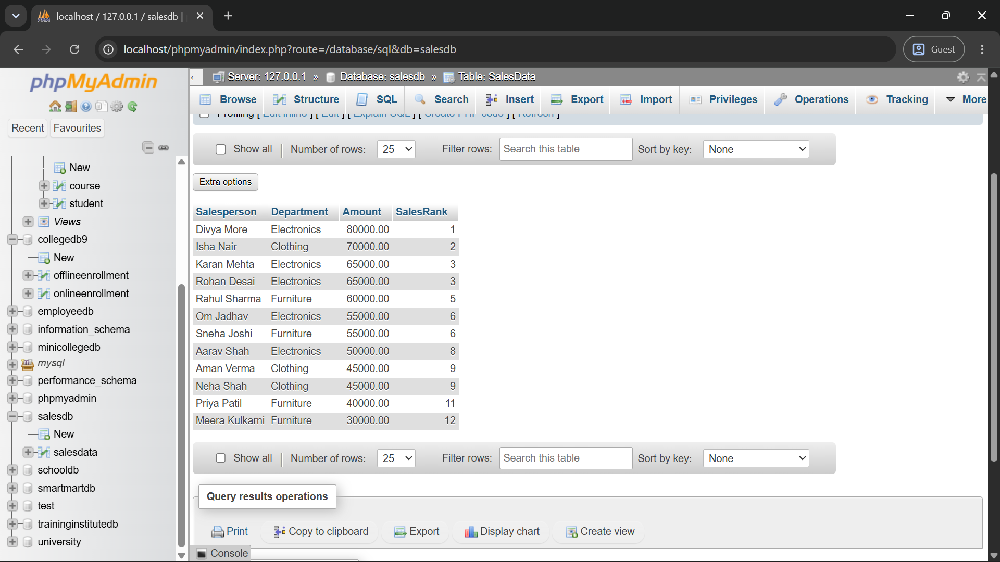 localhost / 127.0.0.1 / salesdb |
localhost/phpmyadmin/index.php?route=/database/sql&db=salesdb
Guest
phpMyAdmin
Recent Favourites
New
course
student
Views
collegedb9
New
offlineenrollment
onlineenrollment
employeedb
information_schema
minicollegedb
mysql
performance_schema
phpmyadmin
salesdb
New
salesdata
schooldb
smartmartdb
test
traininginstitutedb
university
Server: 127.0.0.1 » Database: salesdb » Table: SalesData
Browse Structure SQL Search Insert Export Import Privileges Operations Tracking More
Profiling [ Edit inline ] [ Edit ] [ Explain SQL ] [ Create PHP code ] [ Refresh ]
Show all | Number of rows: 25 Filter rows: Search this table Sort by key: None
Extra options
Salesperson Department Amount SalesRank
Divya More Electronics 80000.00 1
Isha Nair Clothing 70000.00 2
Karan Mehta Electronics 65000.00 3
Rohan Desai Electronics 65000.00 3
Rahul Sharma Furniture 60000.00 5
Om Jadhav Electronics 55000.00 6
Sneha Joshi Furniture 55000.00 6
Aarav Shah Electronics 50000.00 8
Aman Verma Clothing 45000.00 9
Neha Shah Clothing 45000.00 9
Priya Patil Furniture 40000.00 11
Meera Kulkarni Furniture 30000.00 12
Show all | Number of rows: 25 Filter rows: Search this table Sort by key: None
Query results operations
Print Copy to clipboard Export Display chart Create view
Console